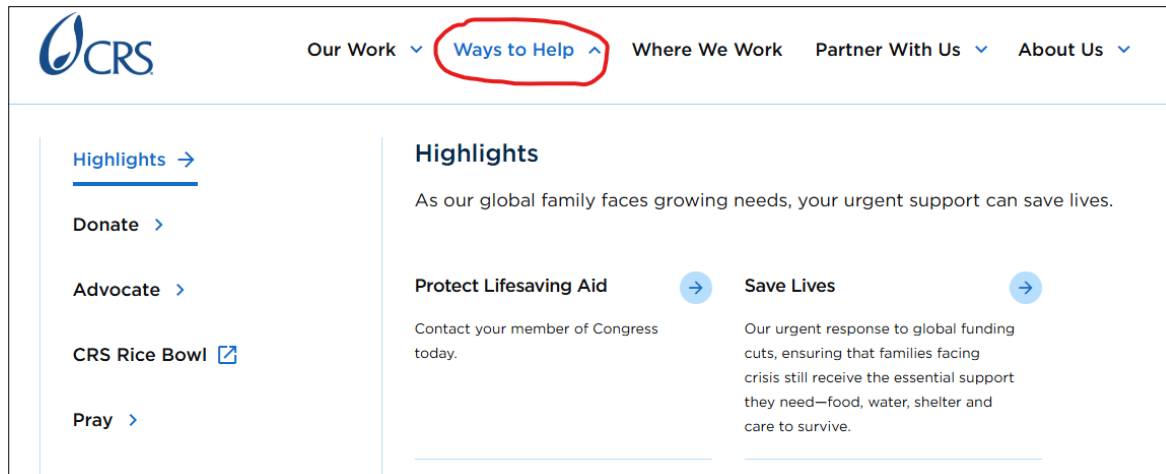 CRS
Our Work Ways to Help Where We Work Partner With Us About Us
Highlights
Donate
Advocate
CRS Rice Bowl
Pray
Highlights
As our global family faces growing needs, your urgent support can save lives.
Protect Lifesaving Aid
Contact your member of Congress
today.
Save Lives
Our urgent response to global funding
cuts, ensuring that families facing
crisis still receive the essential support
they need—food, water, shelter and
care to survive.